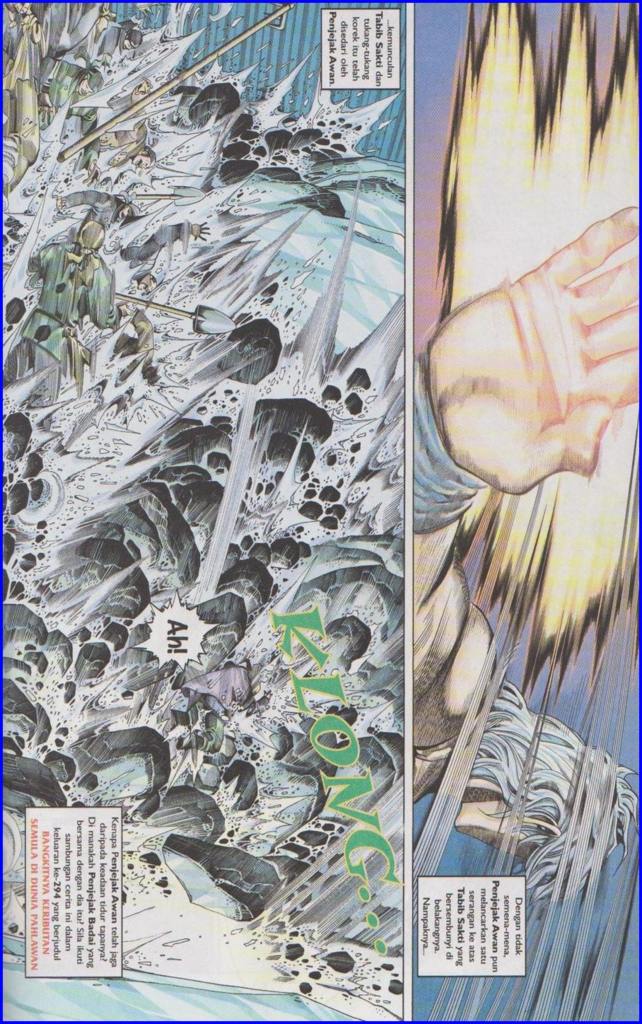 Dengan tidak
semena-mena,
Penjejak Awan pun
melancarkan satu
serangan ke atas
Tabib Sakti yang
bersembunyi di
belakangnya.
Nampaknya...
...kemunculan
Tabib Sakti dan
tukang-tukang
korek itu telah
disedari oleh
Penjejak Awan.
KLONG...
Ah!
Kenapa Penjejak Awan telah jaga
daripada keadaan tidur tapanya?
Di manakah Penjejak Badai yang
bersama dengan dia itu? Sila ikuti
sambungan cerita ini dalam
keluaran ke-29 yang berjudul
BANGKITNYA KERIBUTAN
SEMULA DI DUNIA PAHLAWAN